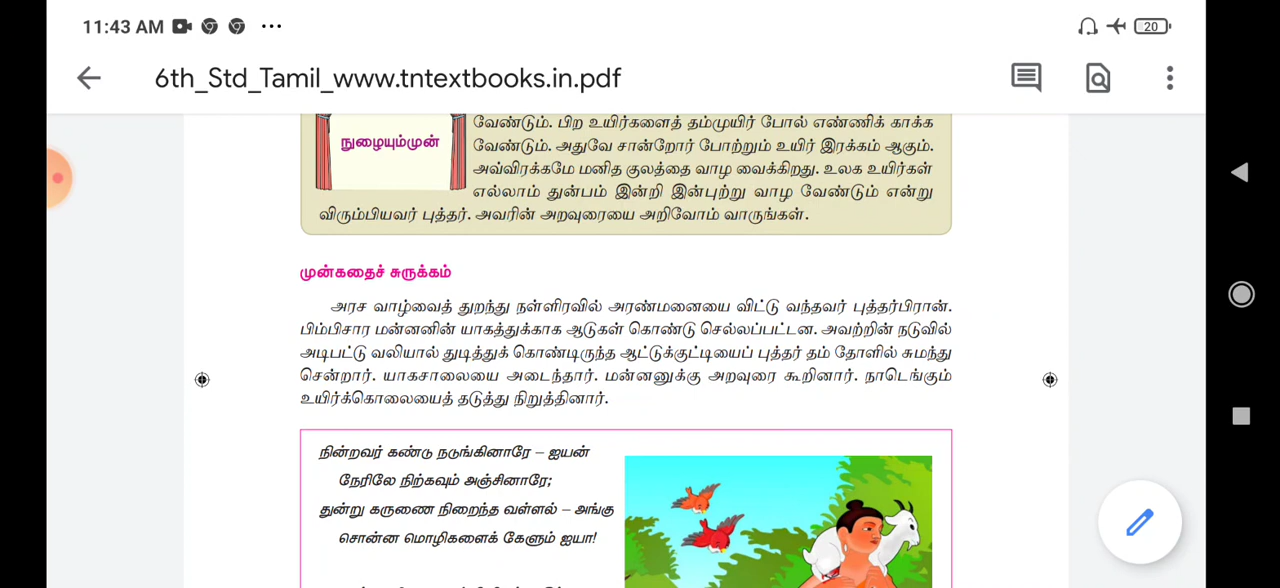 11:43 AM
20
6th_Std_Tamil_www.tntextbooks.in.pdf
வேண்டும். பிற உயிர்களைத் தம்முயிர் போல் எண்ணிக் காக்க
நுழையும்முன்
வேண்டும். அதுவே சான்றோர் போற்றும் உயிர் இரக்கம் ஆகும்.
அவ்விரக்கமே மனித குலத்தை வாழ வைக்கிறது. உலக உயிர்கள்
எல்லாம் துன்பம் இன்றி இன்புற்று வாழ வேண்டும் என்று
விரும்பியவர் புத்தர். அவரின் அறவுரையை அறிவோம் வாருங்கள்.
முன்கதைச் சுருக்கம்
அரச வாழ்வைத் துறந்து நள்ளிரவில் அரண்மனையை விட்டு வந்தவர் புத்தர்பிரான்.
பிம்பிசார மன்னனின் யாகத்துக்காக ஆடுகள் கொண்டு செல்லப்பட்டன. அவற்றின் நடுவில்
அடிபட்டு வலியால் துடித்துக் கொண்டிருந்த ஆட்டுக்குட்டியைப் புத்தர் தம் தோளில் சுமந்து
சென்றார். யாகசாலையை அடைந்தார். மன்னனுக்கு அறவுரை கூறினார். நாடெங்கும்
உயிர்க்கொலையைத் தடுத்து நிறுத்தினார்.
நின்றவர் கண்டு நடுங்கினாரே – ஐயன்
நேரிலே நிற்கவும் அஞ்சினாரே;
துன்று கருணை நிறைந்த வள்ளல் – அங்கு
சொன்ன மொழிகளைக் கேளும் ஐயா!